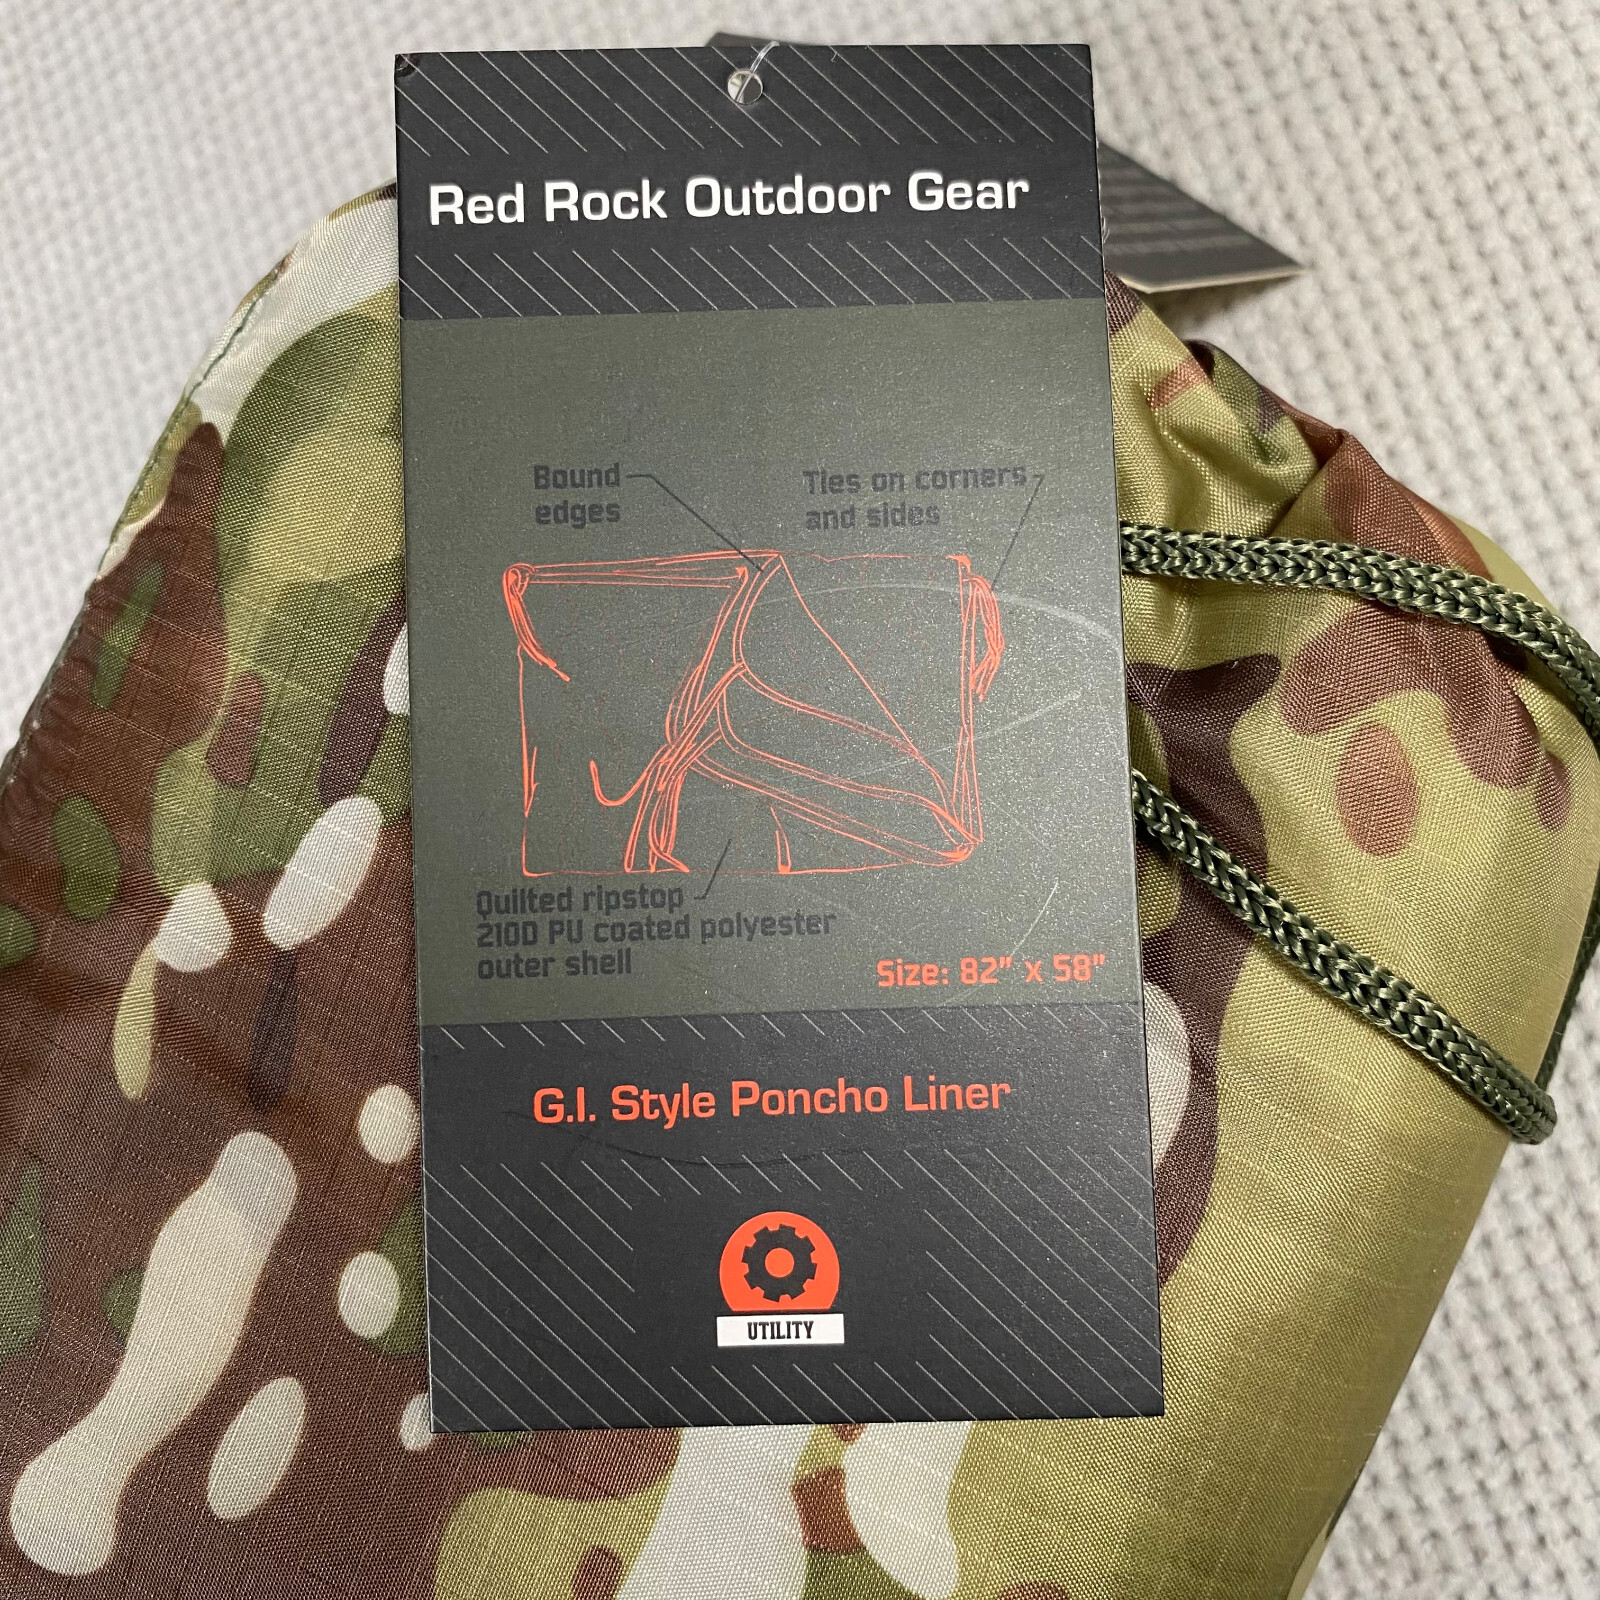 Red Rock Outdoor Gear
Bound
edges
Ties on corners
and sides
Quilted ripstop
210D PU coated polyester
outer shell
Size: 82" x 58"
G.I. Style Poncho Liner
UTILITY